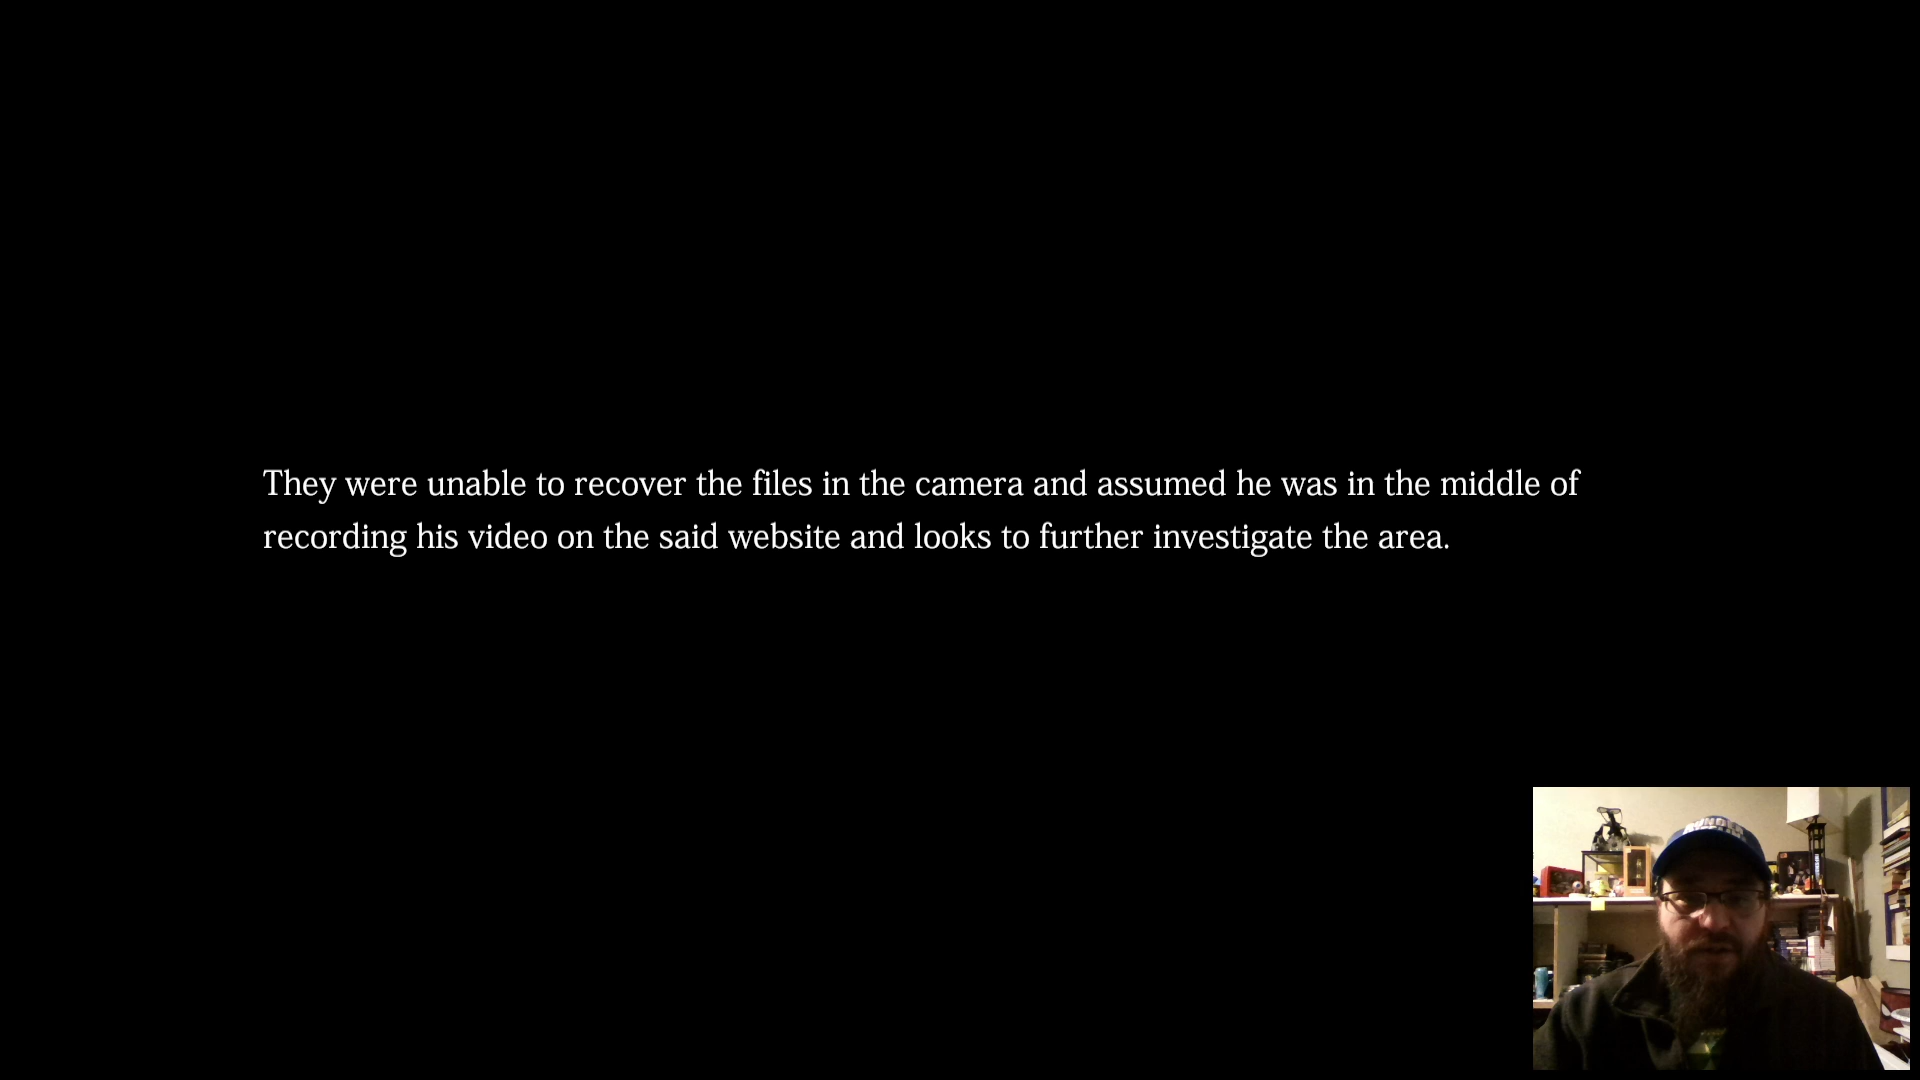 They were unable to recover the files in the camera and assumed he was in the middle of
recording his video on the said website and looks to further investigate the area.